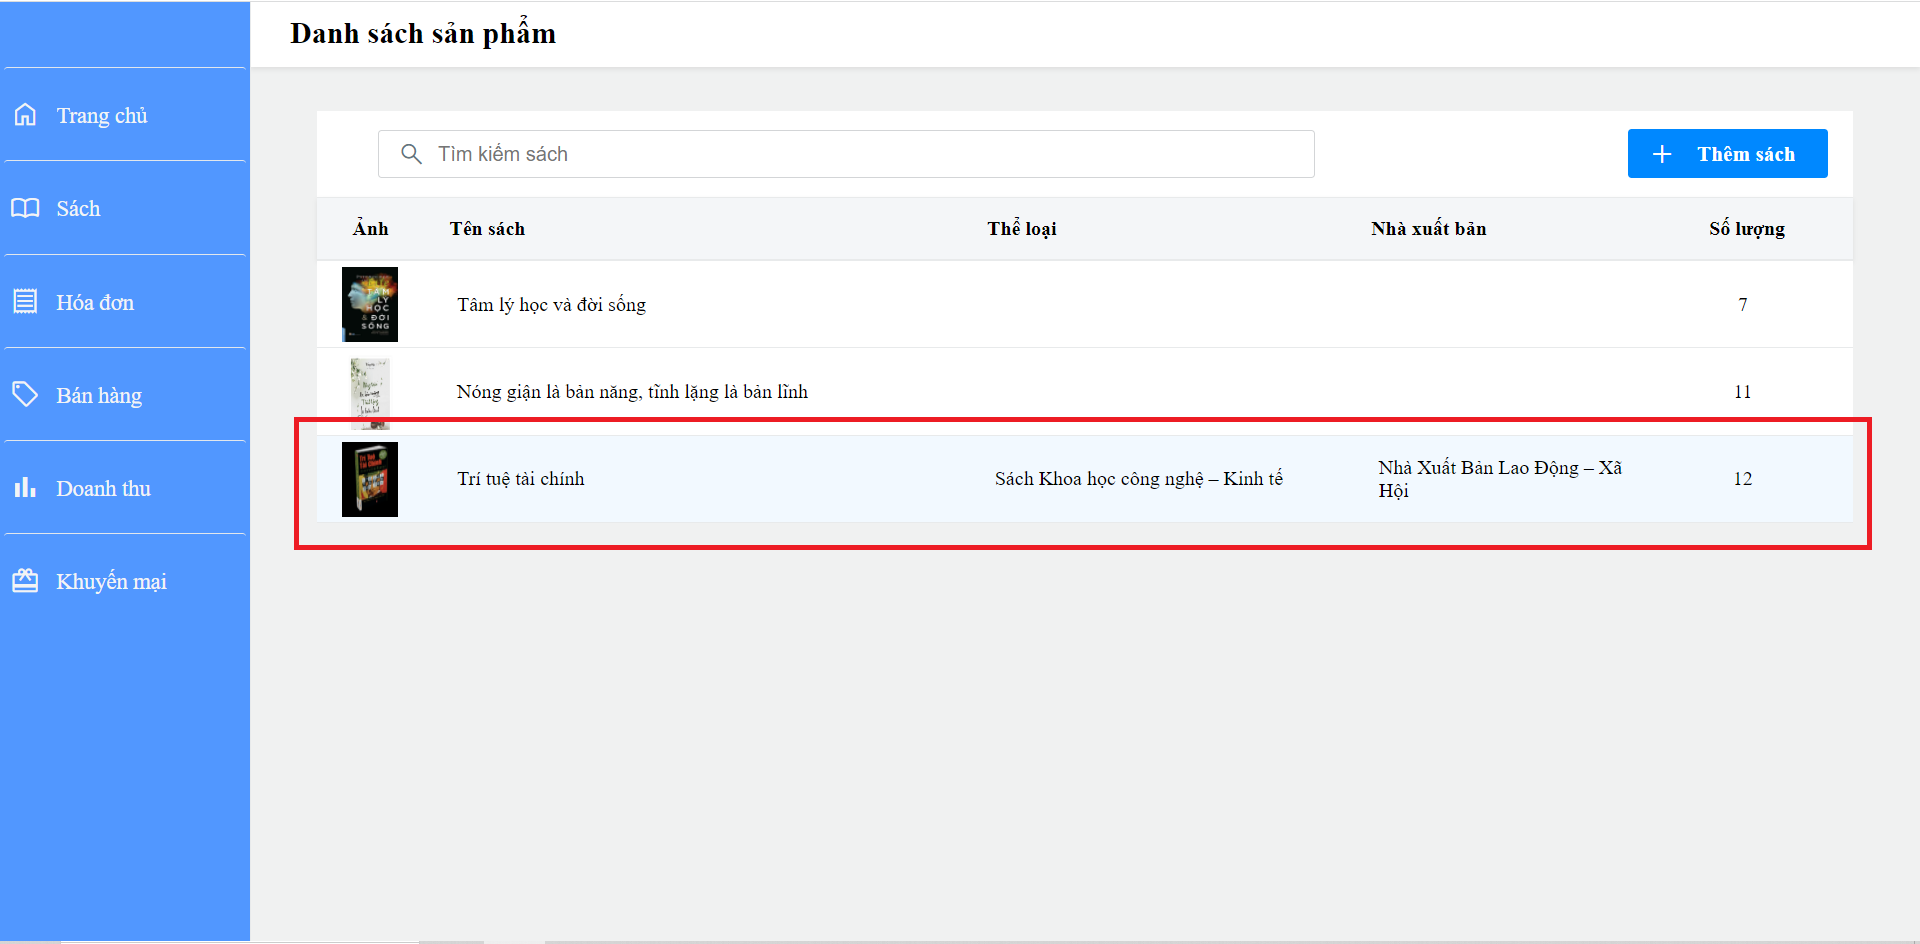 Danh sách sản phẩm
Trang chủ
Sách
Hóa đơn
Bán hàng
Doanh thu
Khuyến mại
Tìm kiếm sách
Thêm sách
Ảnh Tên sách Thể loại Nhà xuất bản Số lượng
TÂM
LÝ
HỌC
& ĐỜI
SỐNG
Tâm lý học và đời sống 7
Nóng giận là bản năng, tĩnh lặng là bản lĩnh 11
Trí tuệ tài chính Sách Khoa học công nghệ – Kinh tế Nhà Xuất Bản Lao Động – Xã
Hội
12